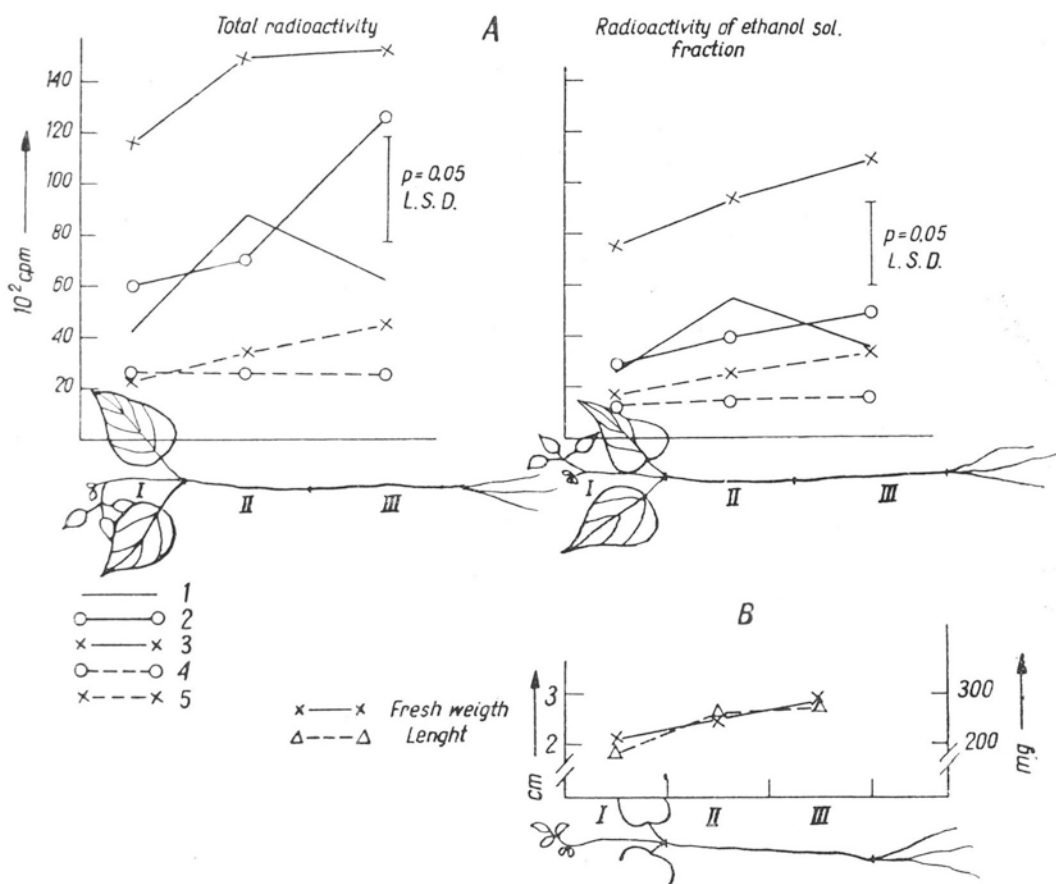 Total radioactivity
A
Radioactivity of ethanol sol.
fraction
140
120
100
80
60
40
20
10² cpm
p = 0.05
L.S.D.
p = 0.05
L.S.D.
I
II
III
I
II
III
1
2
3
4
5
Fresh weigth
Lenght
B
3
2
cm
300
200
mg
I
II
III